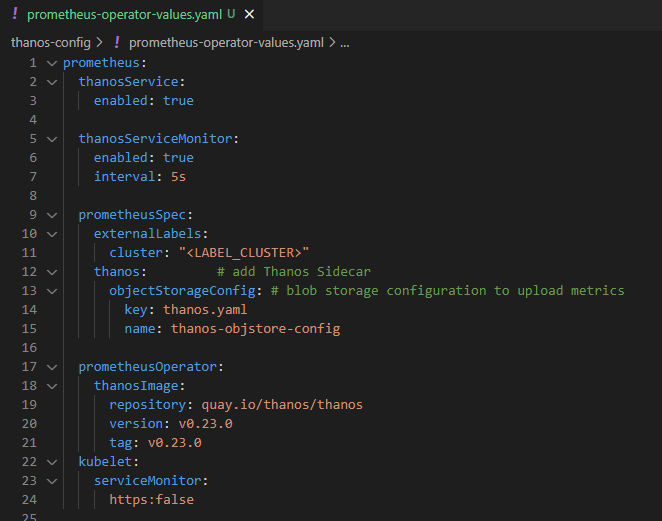 prometheus-operator-values.yaml U
thanos-config > prometheus-operator-values.yaml > ...
1 prometheus:
2   thanosService:
3     enabled: true
4
5   thanosServiceMonitor:
6     enabled: true
7     interval: 5s
8
9   prometheusSpec:
10     externalLabels:
11       cluster: "<LABEL_CLUSTER>"
12     thanos:         # add Thanos Sidecar
13       objectStorageConfig: # blob storage configuration to upload metrics
14         key: thanos.yaml
15         name: thanos-objstore-config
16
17   prometheusOperator:
18     thanosImage:
19       repository: quay.io/thanos/thanos
20       version: v0.23.0
21       tag: v0.23.0
22   kubelet:
23     serviceMonitor:
24       https:false
25